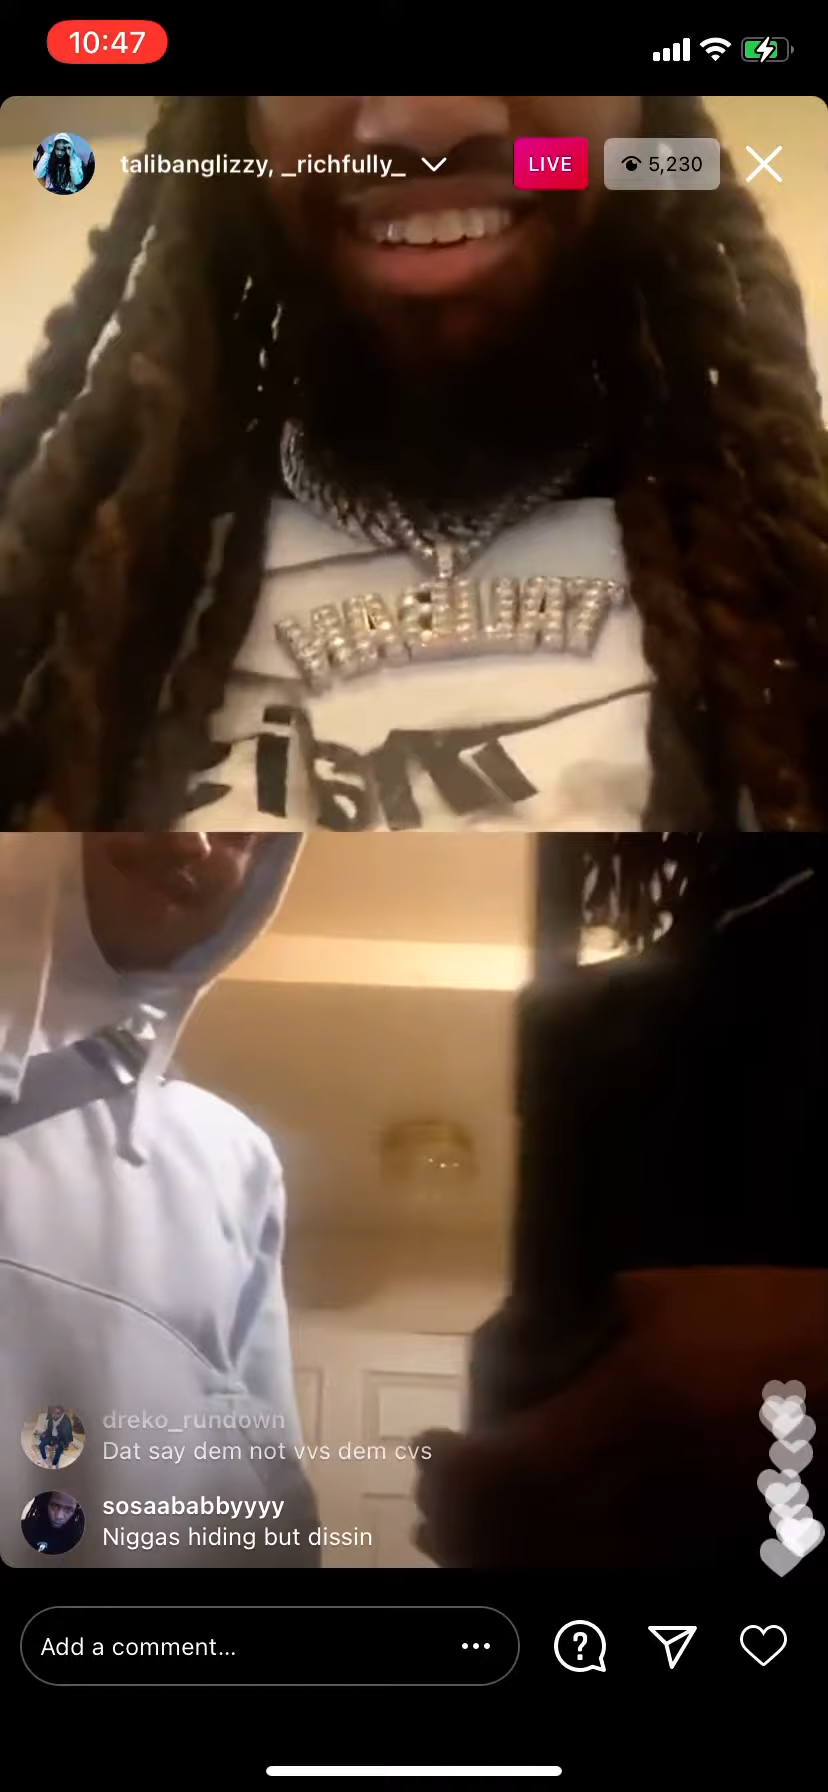 10:47
talibanglizzy, _richfully_
LIVE
5,230
ism
dreko_rundown
Dat say dem not vvs dem cvs
sosaababbyyyy
Niggas hiding but dissin
Add a comment...